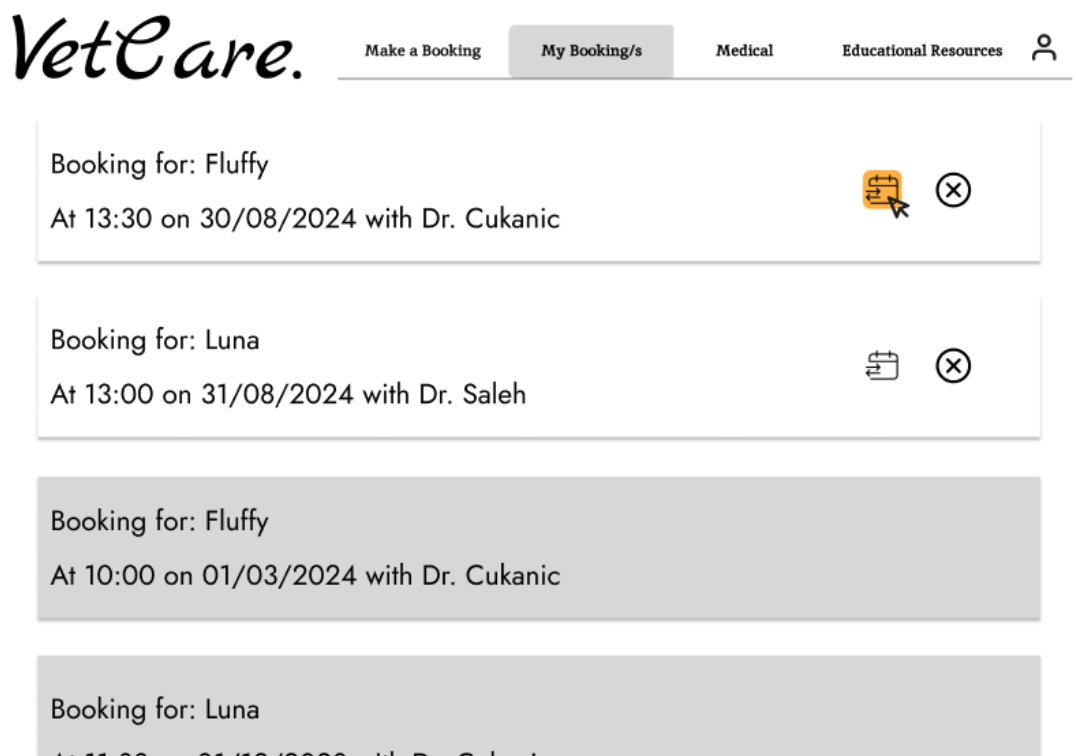 VetCare.
Make a Booking
My Booking/s
Medical
Educational Resources
Booking for: Fluffy
At 13:30 on 30/08/2024 with Dr. Cukanic
Booking for: Luna
At 13:00 on 31/08/2024 with Dr. Saleh
Booking for: Fluffy
At 10:00 on 01/03/2024 with Dr. Cukanic
Booking for: Luna